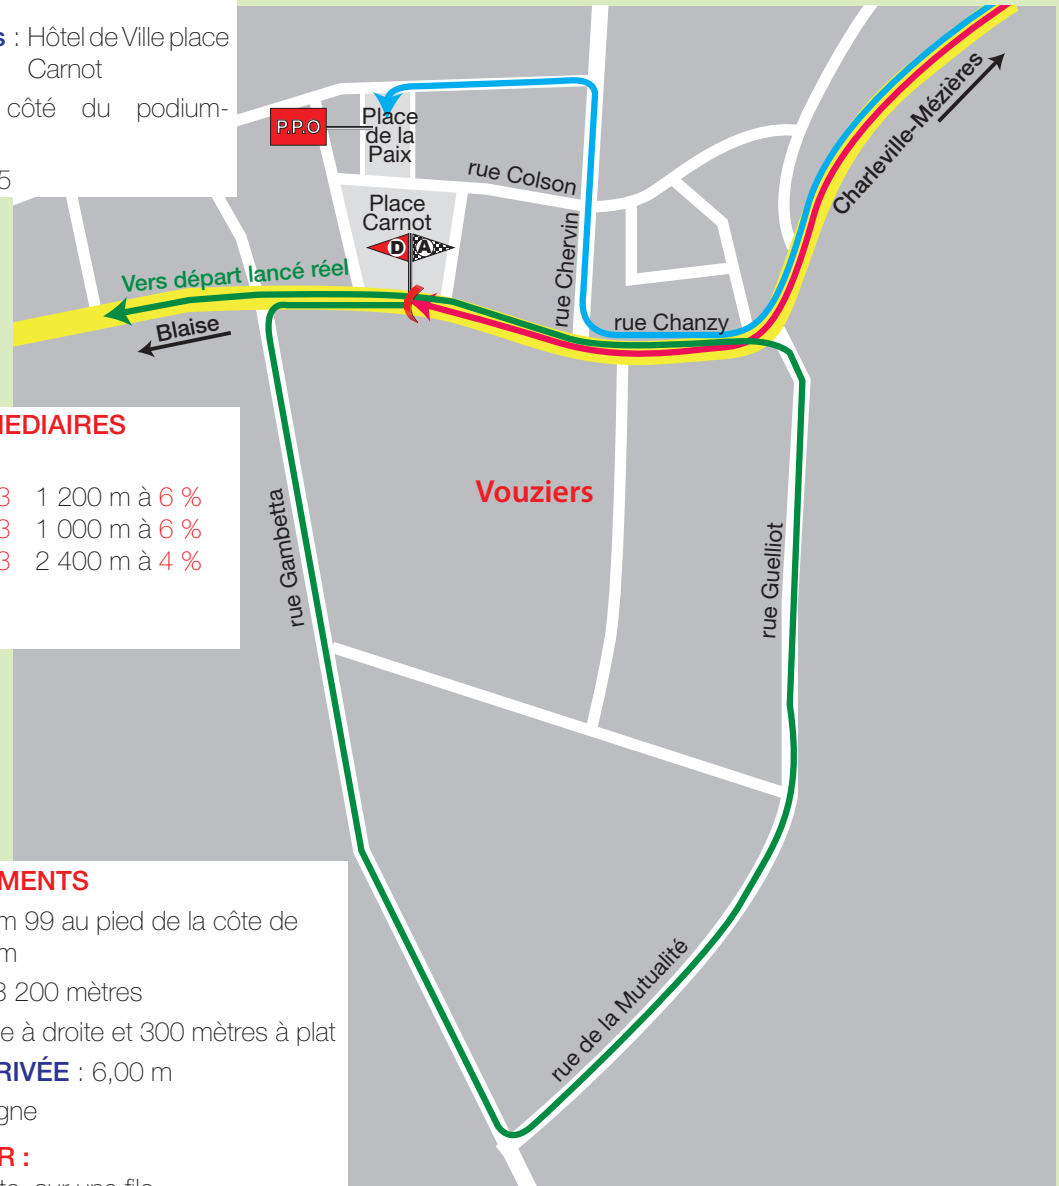 s : Hôtel de Ville place
Carnot
côté du podium-
5
P.P.O
Place
de la
Paix
rue Colson
Place
Carnot
D A
Charleville-Mézières
Vers départ lancé réel
Blaise
rue Chervin
rue Chanzy
MEDIAIRES
3 1 200 m à 6 %
3 1 000 m à 6 %
3 2 400 m à 4 %
Vouziers
rue Gambetta
rue Guelliot
rue de la Mutualité
MENTS
m 99 au pied de la côte de
m
3 200 mètres
e à droite et 300 mètres à plat
RIVÉE : 6,00 m
gne
R :